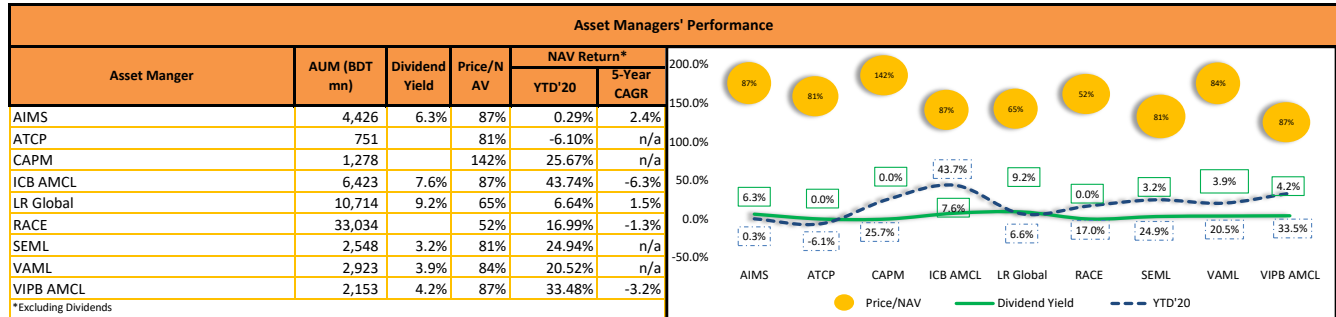 Asset Managers' Performance
Asset Manger AUM (BDT mn) Dividend Yield Price/N AV NAV Return* YTD'20 5-Year CAGR
AIMS 4,426 6.3% 87% 0.29% 2.4%
ATCP 751 81% -6.10% n/a
CAPM 1,278 142% 25.67% n/a
ICB AMCL 6,423 7.6% 87% 43.74% -6.3%
LR Global 10,714 9.2% 65% 6.64% 1.5%
RACE 33,034 52% 16.99% -1.3%
SEML 2,548 3.2% 81% 24.94% n/a
VAML 2,923 3.9% 84% 20.52% n/a
VIPB AMCL 2,153 4.2% 87% 33.48% -3.2%
*Excluding Dividends
200.0%
150.0%
100.0%
50.0%
0.0%
-50.0%
87% 81% 142% 87% 65% 52% 81% 84% 87%
6.3% 0.0% 0.0% 7.6% 9.2% 0.0% 3.2% 3.9% 4.2%
0.3% -6.1% 25.7% 43.7% 6.6% 17.0% 24.9% 20.5% 33.5%
AIMS ATCP CAPM ICB AMCL LR Global RACE SEML VAML VIPB AMCL
Price/NAV Dividend Yield YTD'20